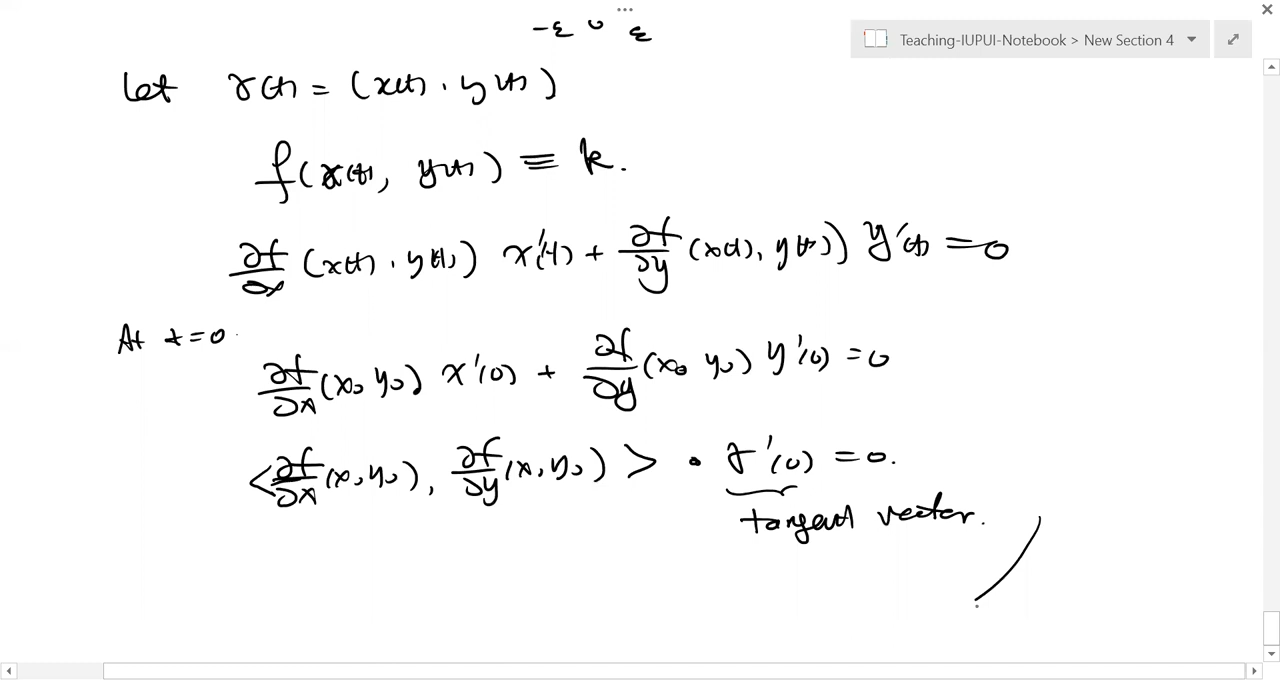 -ε 0 ε
Teaching-IUPUI-Notebook > New Section 4
Let γ(t) = (x(t), y(t))
f(x(t), y(t)) ≡ k.
∂f/∂x (x(t), y(t)) x'(t) + ∂f/∂y (x(t), y(t)) y'(t) = 0
At t=0.
∂f/∂x (x₀ y₀) x'(0) + ∂f/∂y (x₀ y₀) y'(0) = 0
<∂f/∂x (x₀, y₀), ∂f/∂y (x₀, y₀)> · γ'(0) = 0.
tangent vector.